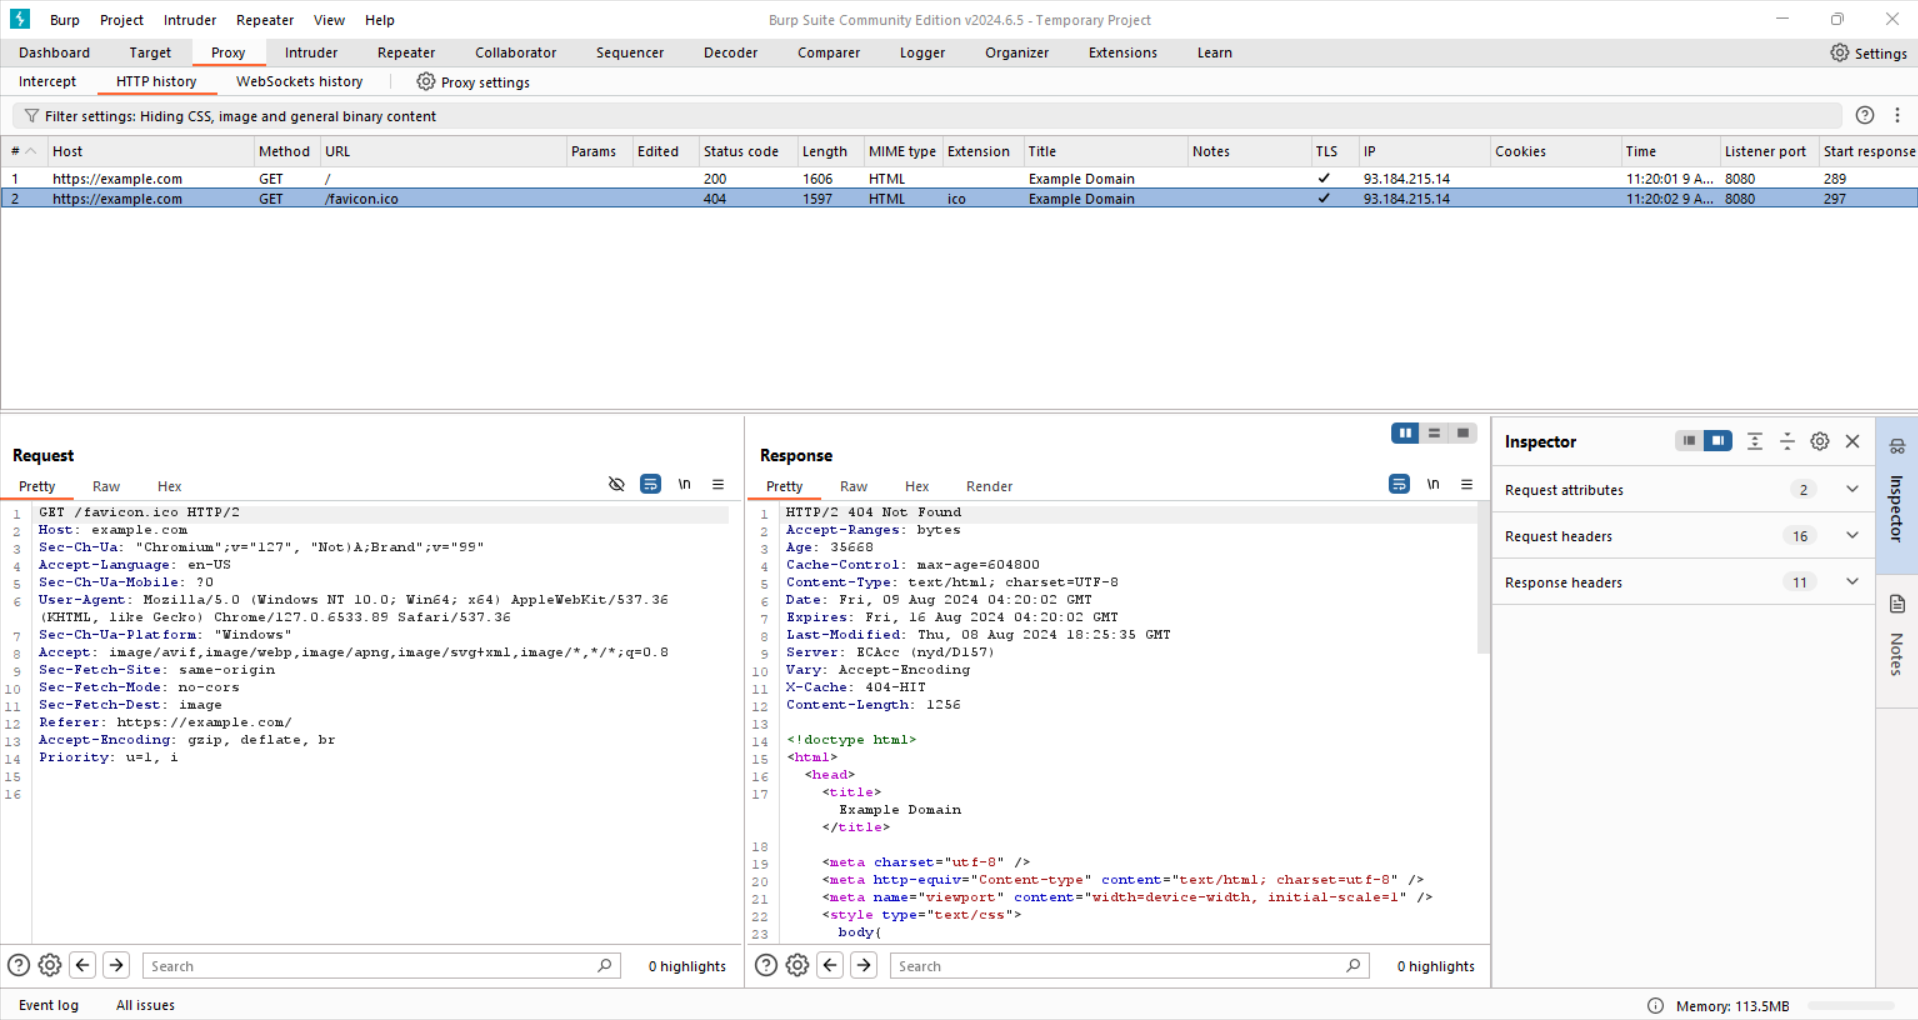 Burp Project Intruder Repeater View Help Burp Suite Community Edition v2024.6.5 - Temporary Project
Dashboard Target Proxy Intruder Repeater Collaborator Sequencer Decoder Comparer Logger Organizer Extensions Learn Settings
Intercept HTTP history WebSockets history Proxy settings
Filter settings: Hiding CSS, image and general binary content
# Host Method URL Params Edited Status code Length MIME type Extension Title Notes TLS IP Cookies Time Listener port Start response
1 https://example.com GET / 200 1606 HTML Example Domain ✓ 93.184.215.14 11:20:01 9 A... 8080 289
2 https://example.com GET /favicon.ico 404 1597 HTML ico Example Domain ✓ 93.184.215.14 11:20:02 9 A... 8080 297
Request
Pretty Raw Hex \n
1 GET /favicon.ico HTTP/2
2 Host: example.com
3 Sec-Ch-Ua: "Chromium";v="127", "Not)A;Brand";v="99"
4 Accept-Language: en-US
5 Sec-Ch-Ua-Mobile: ?0
6 User-Agent: Mozilla/5.0 (Windows NT 10.0; Win64; x64) AppleWebKit/537.36
(KHTML, like Gecko) Chrome/127.0.6533.89 Safari/537.36
7 Sec-Ch-Ua-Platform: "Windows"
8 Accept: image/avif,image/webp,image/apng,image/svg+xml,image/*,*/*;q=0.8
9 Sec-Fetch-Site: same-origin
10 Sec-Fetch-Mode: no-cors
11 Sec-Fetch-Dest: image
12 Referer: https://example.com/
13 Accept-Encoding: gzip, deflate, br
14 Priority: u=1, i
15
16
Search 0 highlights
Response
Pretty Raw Hex Render \n
1 HTTP/2 404 Not Found
2 Accept-Ranges: bytes
3 Age: 35668
4 Cache-Control: max-age=604800
5 Content-Type: text/html; charset=UTF-8
6 Date: Fri, 09 Aug 2024 04:20:02 GMT
7 Expires: Fri, 16 Aug 2024 04:20:02 GMT
8 Last-Modified: Thu, 08 Aug 2024 18:25:35 GMT
9 Server: ECAcc (nyd/D157)
10 Vary: Accept-Encoding
11 X-Cache: 404-HIT
12 Content-Length: 1256
13
14 <!doctype html>
15 <html>
16 <head>
17 <title>
Example Domain
</title>
18
19 <meta charset="utf-8" />
20 <meta http-equiv="Content-type" content="text/html; charset=utf-8" />
21 <meta name="viewport" content="width=device-width, initial-scale=1" />
22 <style type="text/css">
23 body{
Search 0 highlights
Inspector
Request attributes 2
Request headers 16
Response headers 11
Inspector
Notes
Event log All issues Memory: 113.5MB